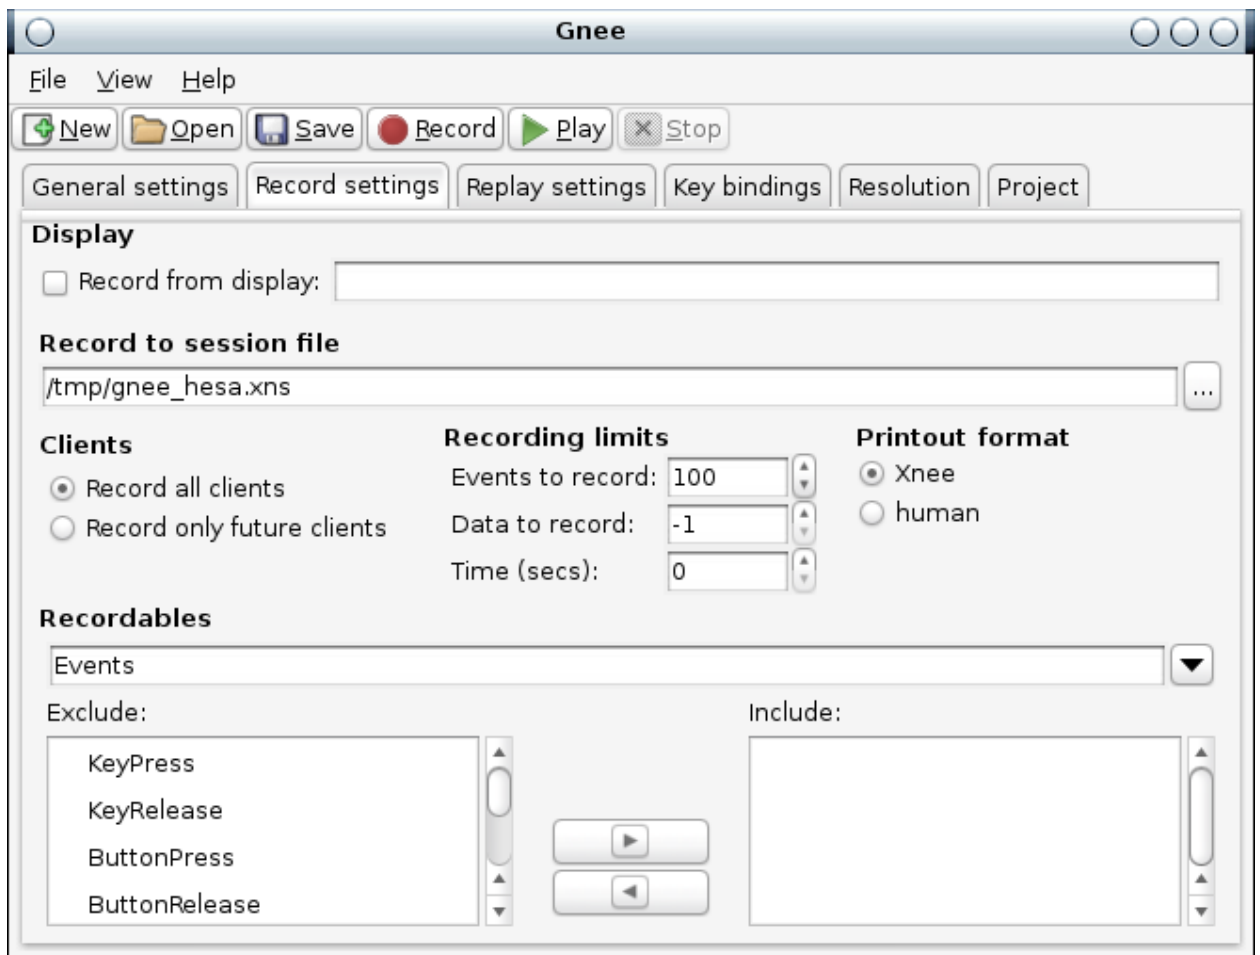 Gnee
File View Help
New Open Save Record Play Stop
General settings Record settings Replay settings Key bindings Resolution Project
Display
Record from display:
Record to session file
/tmp/gnee_hesa.xns ...
Clients
Record all clients
Record only future clients
Recording limits
Events to record: 100
Data to record: -1
Time (secs): 0
Printout format
Xnee
human
Recordables
Events
Exclude:
KeyPress
KeyRelease
ButtonPress
ButtonRelease
Include: